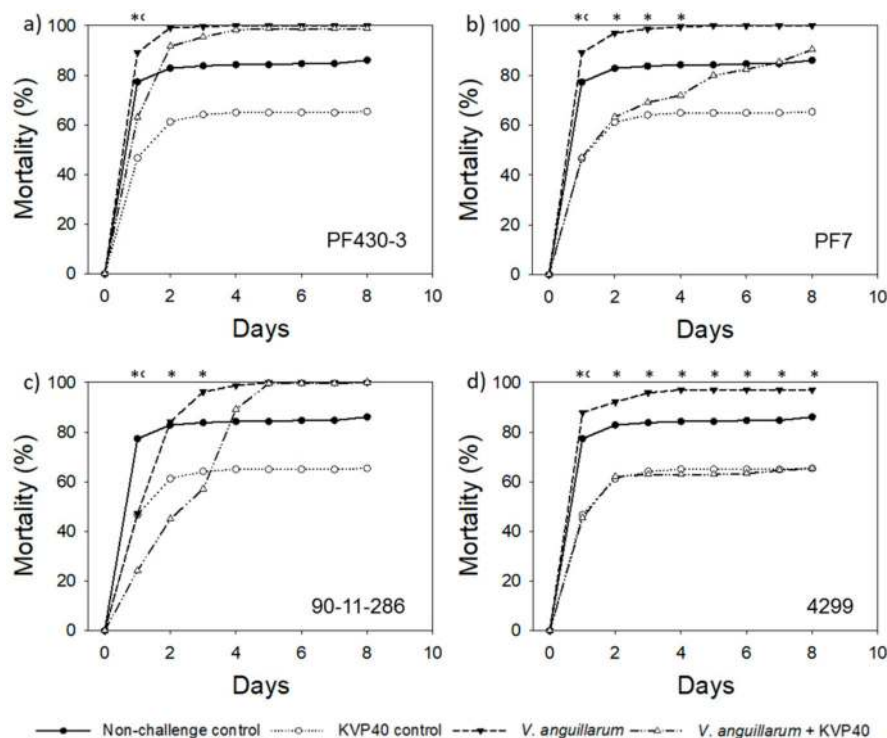 a)
*c
Mortality (%)
100
80
60
40
20
0
0 2 4 6 8 10
Days
PF430-3
b)
*c * * *
Mortality (%)
100
80
60
40
20
0
0 2 4 6 8 10
Days
PF7
c)
*c * *
Mortality (%)
100
80
60
40
20
0
0 2 4 6 8 10
Days
90-11-286
d)
*c * * * * * * *
Mortality (%)
100
80
60
40
20
0
0 2 4 6 8 10
Days
4299
Non-challenge control KVP40 control V. anguillarum V. anguillarum + KVP40